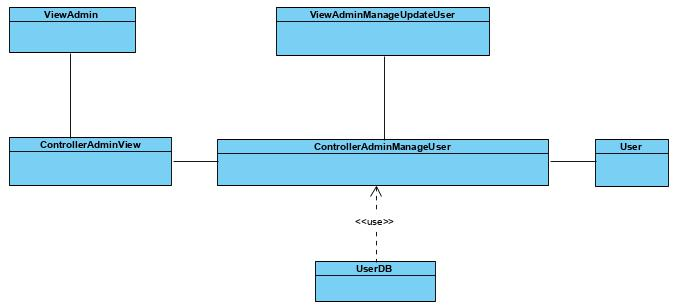 ViewAdmin
ViewAdminManageUpdateUser
ControllerAdminView
ControllerAdminManageUser
User
<<use>>
UserDB